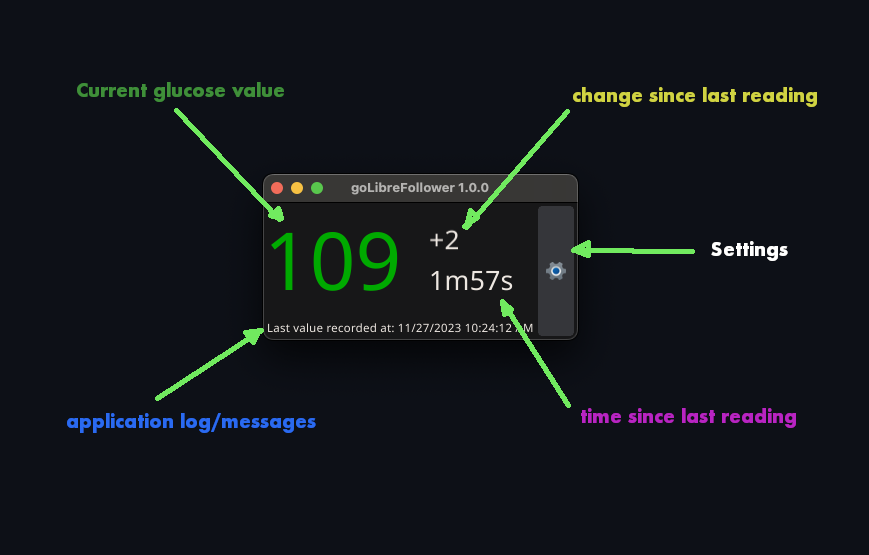 Current glucose value
change since last reading
goLibreFollower 1.0.0
109
+2
1m57s
Settings
Last value recorded at: 11/27/2023 10:24:12 AM
application log/messages
time since last reading